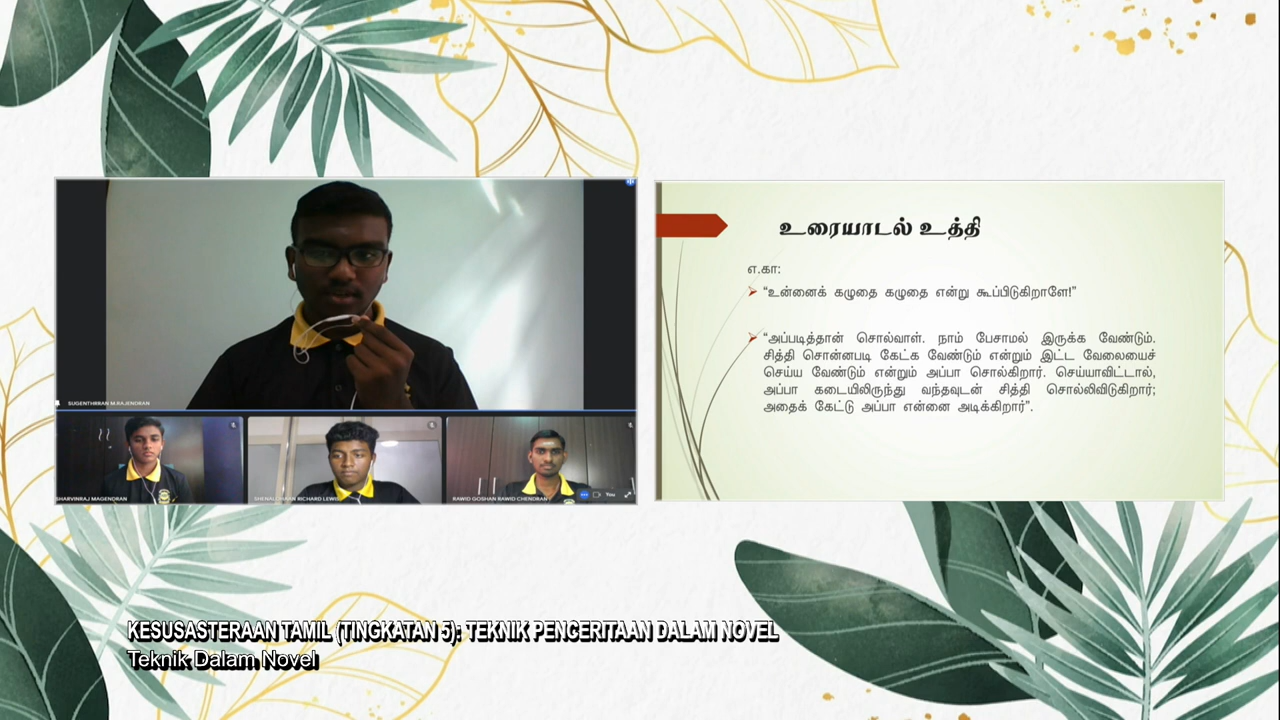 SUGENTHRRAN M.RAJENDRAN
SHARVINRAJ MAGENDRAN
RICHARD LEWIS
RAWID GOSHAN RAWID CHENDRAN
You
உரையாடல் உத்தி
எ.கா:
“உன்னைக் கழுதை கழுதை என்று கூப்பிடுகிறாளே!”
“அப்படித்தான் சொல்வாள். நாம் பேசாமல் இருக்க வேண்டும்.
சித்தி சொன்னபடி கேட்க வேண்டும் என்றும் இட்ட வேலையைச்
செய்ய வேண்டும் என்றும் அப்பா சொல்கிறார். செய்யாவிட்டால்,
அப்பா கடையிலிருந்து வந்தவுடன் சித்தி சொல்லிவிடுகிறார்;
அதைக் கேட்டு அப்பா என்னை அடிக்கிறார்”.
KESUSASTERAAN TAMIL (TINGKATAN 5): TEKNIK PENCERITAAN DALAM NOVEL
Teknik Dalam Novel